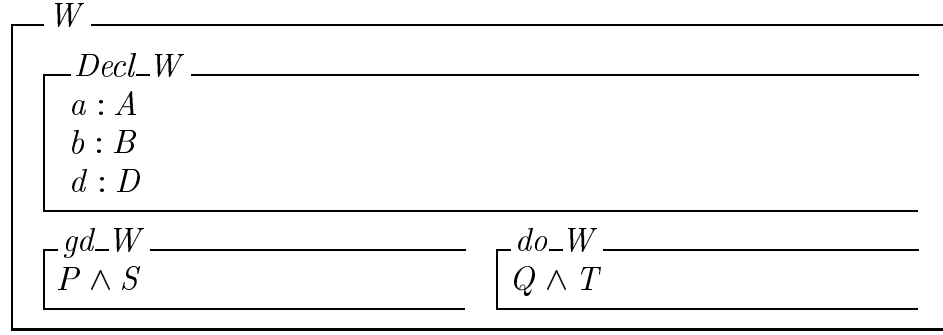 W
Decl_W
a : A
b : B
d : D
gd_W do_W
P ∧ S Q ∧ T